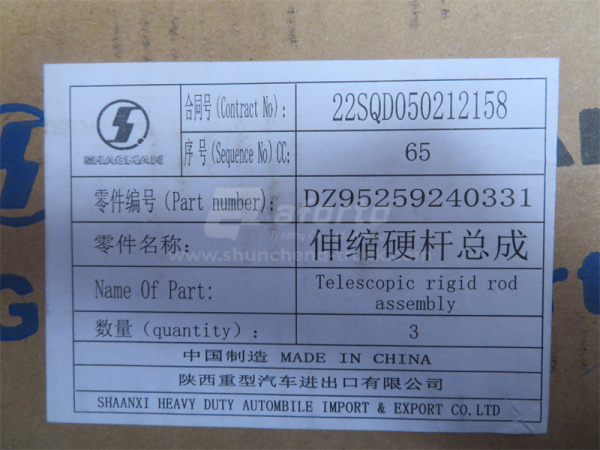 SHACMAN
合同号(Contract No):
22SQD050212158
序号(Sequence No)CC:
65
零件编号(Part number):
DZ95259240331
零件名称:
伸缩硬杆总成
Name Of Part:
Telescopic rigid rod
assembly
数量(quantity):
3
中国制造 MADE IN CHINA
陕西重型汽车进出口有限公司
SHAANXI HEAVY DUTY AUTOMBILE IMPORT & EXPORT CO.LTD